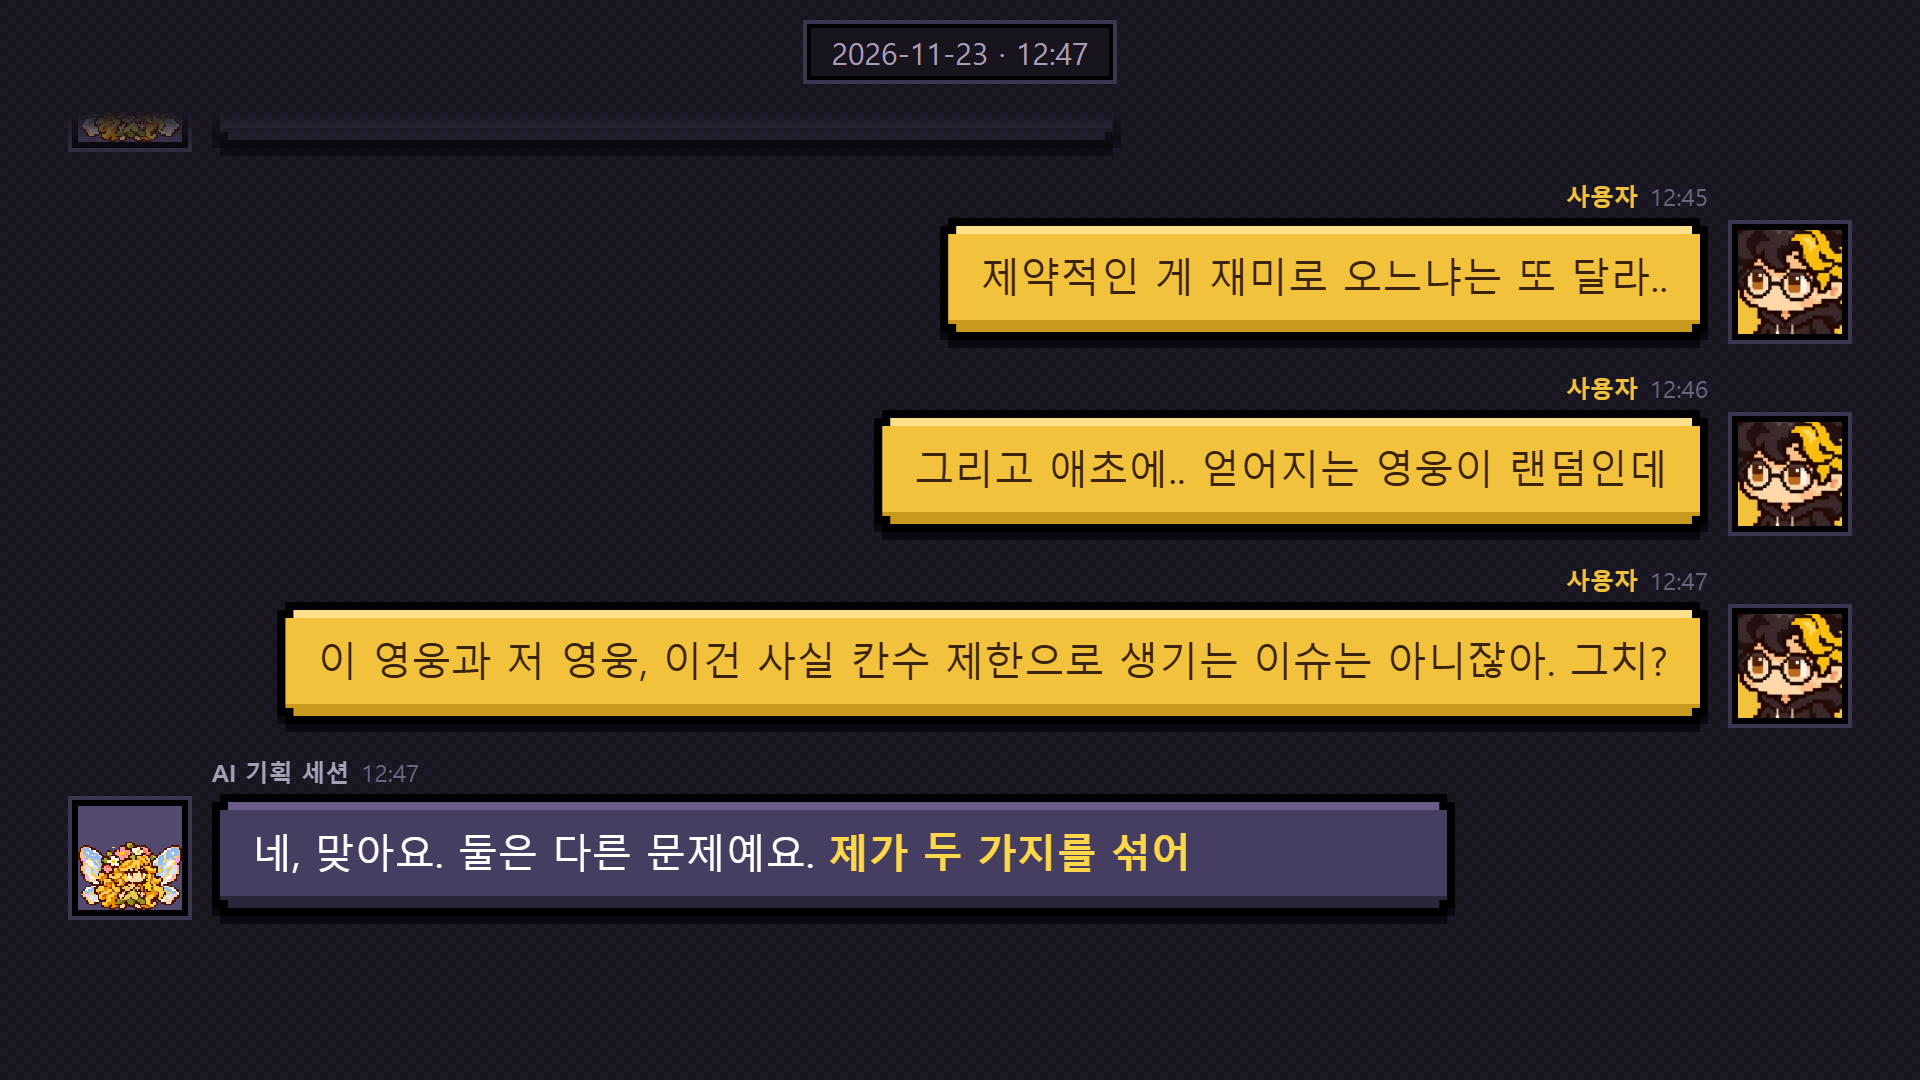 2026-11-23 · 12:47
사용자 12:45
제약적인 게 재미로 오느냐는 또 달라..
사용자 12:46
그리고 애초에.. 얻어지는 영웅이 랜덤인데
사용자 12:47
이 영웅과 저 영웅, 이건 사실 칸수 제한으로 생기는 이슈는 아니잖아. 그치?
AI 기획 세션 12:47
네, 맞아요. 둘은 다른 문제예요. 제가 두 가지를 섞어